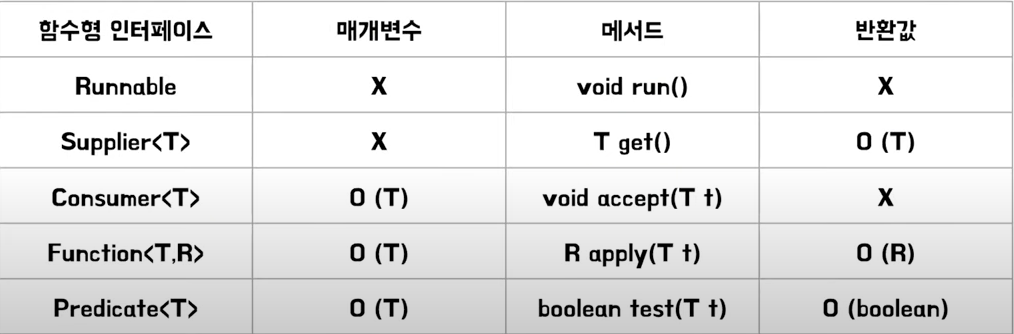 함수형 인터페이스 매개변수 메서드 반환값
Runnable X void run() X
Supplier<T> X T get() O (T)
Consumer<T> O (T) void accept(T t) X
Function<T,R> O (T) R apply(T t) O (R)
Predicate<T> O (T) boolean test(T t) O (boolean)